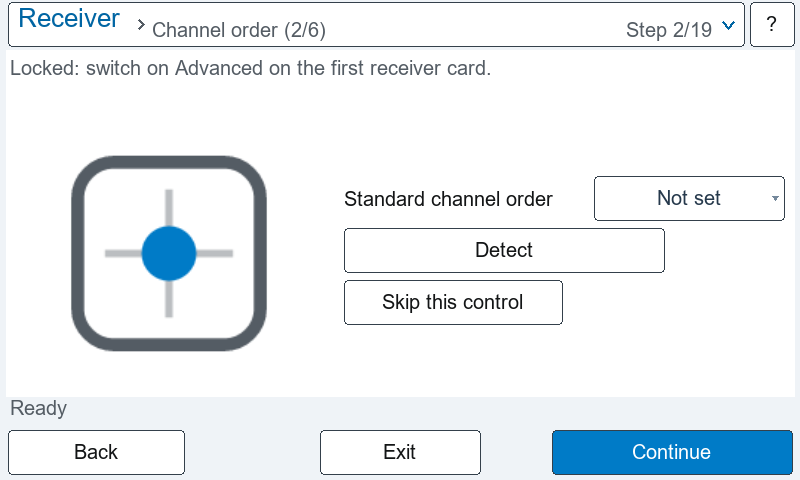 Receiver › Channel order (2/6) Step 2/19 ?
Locked: switch on Advanced on the first receiver card.
Standard channel order Not set
Detect
Skip this control
Ready
Back Exit Continue